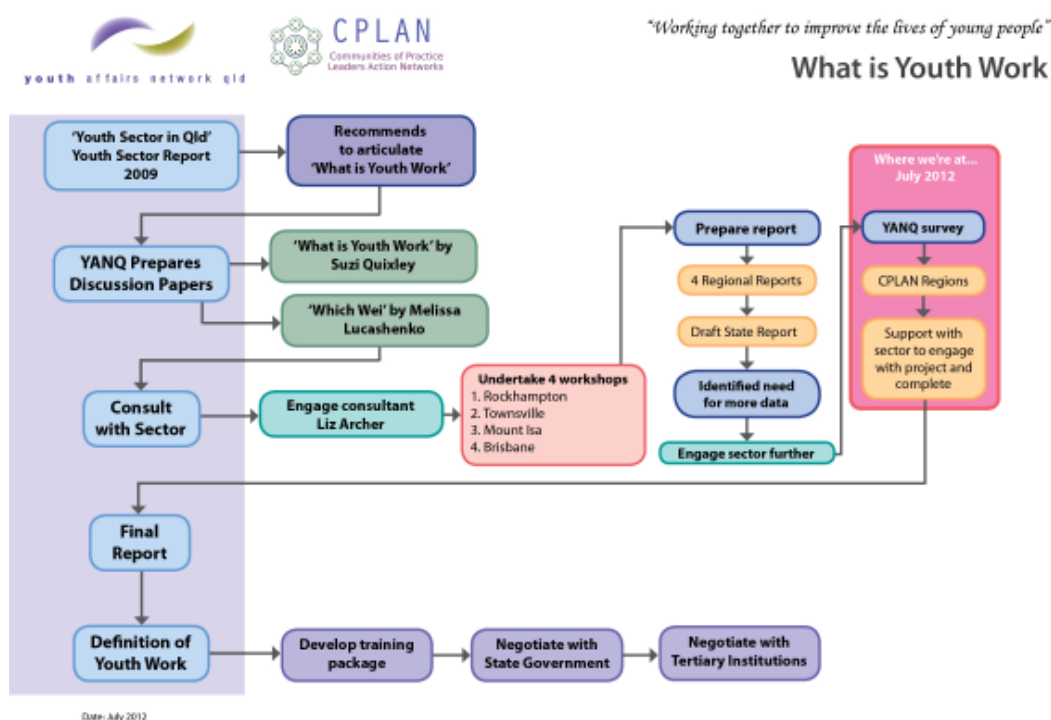 youth affairs network qld
CPLAN
Communities of Practice
Leaders Action Networks
“Working together to improve the lives of young people”
What is Youth Work
‘Youth Sector in Qld’
Youth Sector Report
2009
Recommends
to articulate
‘What is Youth Work’
YANQ Prepares
Discussion Papers
‘What is Youth Work’ by
Suzi Quixley
‘Which Wei’ by Melissa
Lucashenko
Consult
with Sector
Engage consultant
Liz Archer
Undertake 4 workshops
1. Rockhampton
2. Townsville
3. Mount Isa
4. Brisbane
Prepare report
4 Regional Reports
Draft State Report
Identified need
for more data
Engage sector further
Where we’re at...
July 2012
YANQ survey
CPLAN Regions
Support with
sector to engage
with project and
complete
Final
Report
Definition of
Youth Work
Develop training
package
Negotiate with
State Government
Negotiate with
Tertiary Institutions
Date: July 2012